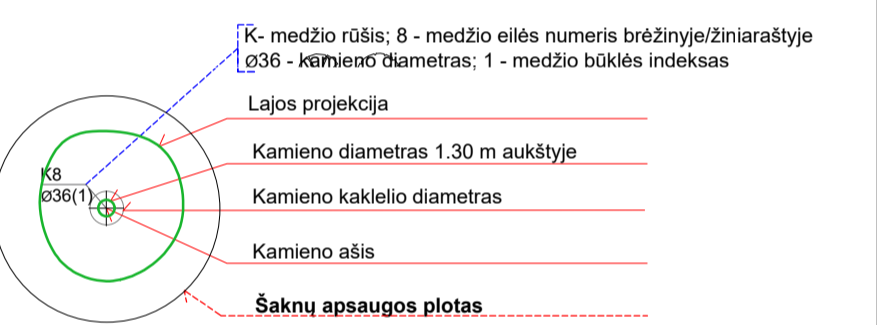 K- medžio rūšis; 8 - medžio eilės numeris brėžinyje/žiniaraštyje
Ø36 - kamieno diametras; 1 - medžio būklės indeksas
Lajos projekcija
Kamieno diametras 1.30 m aukštyje
K8
Ø36(1)
Kamieno kaklelio diametras
Kamieno ašis
Šaknų apsaugos plotas